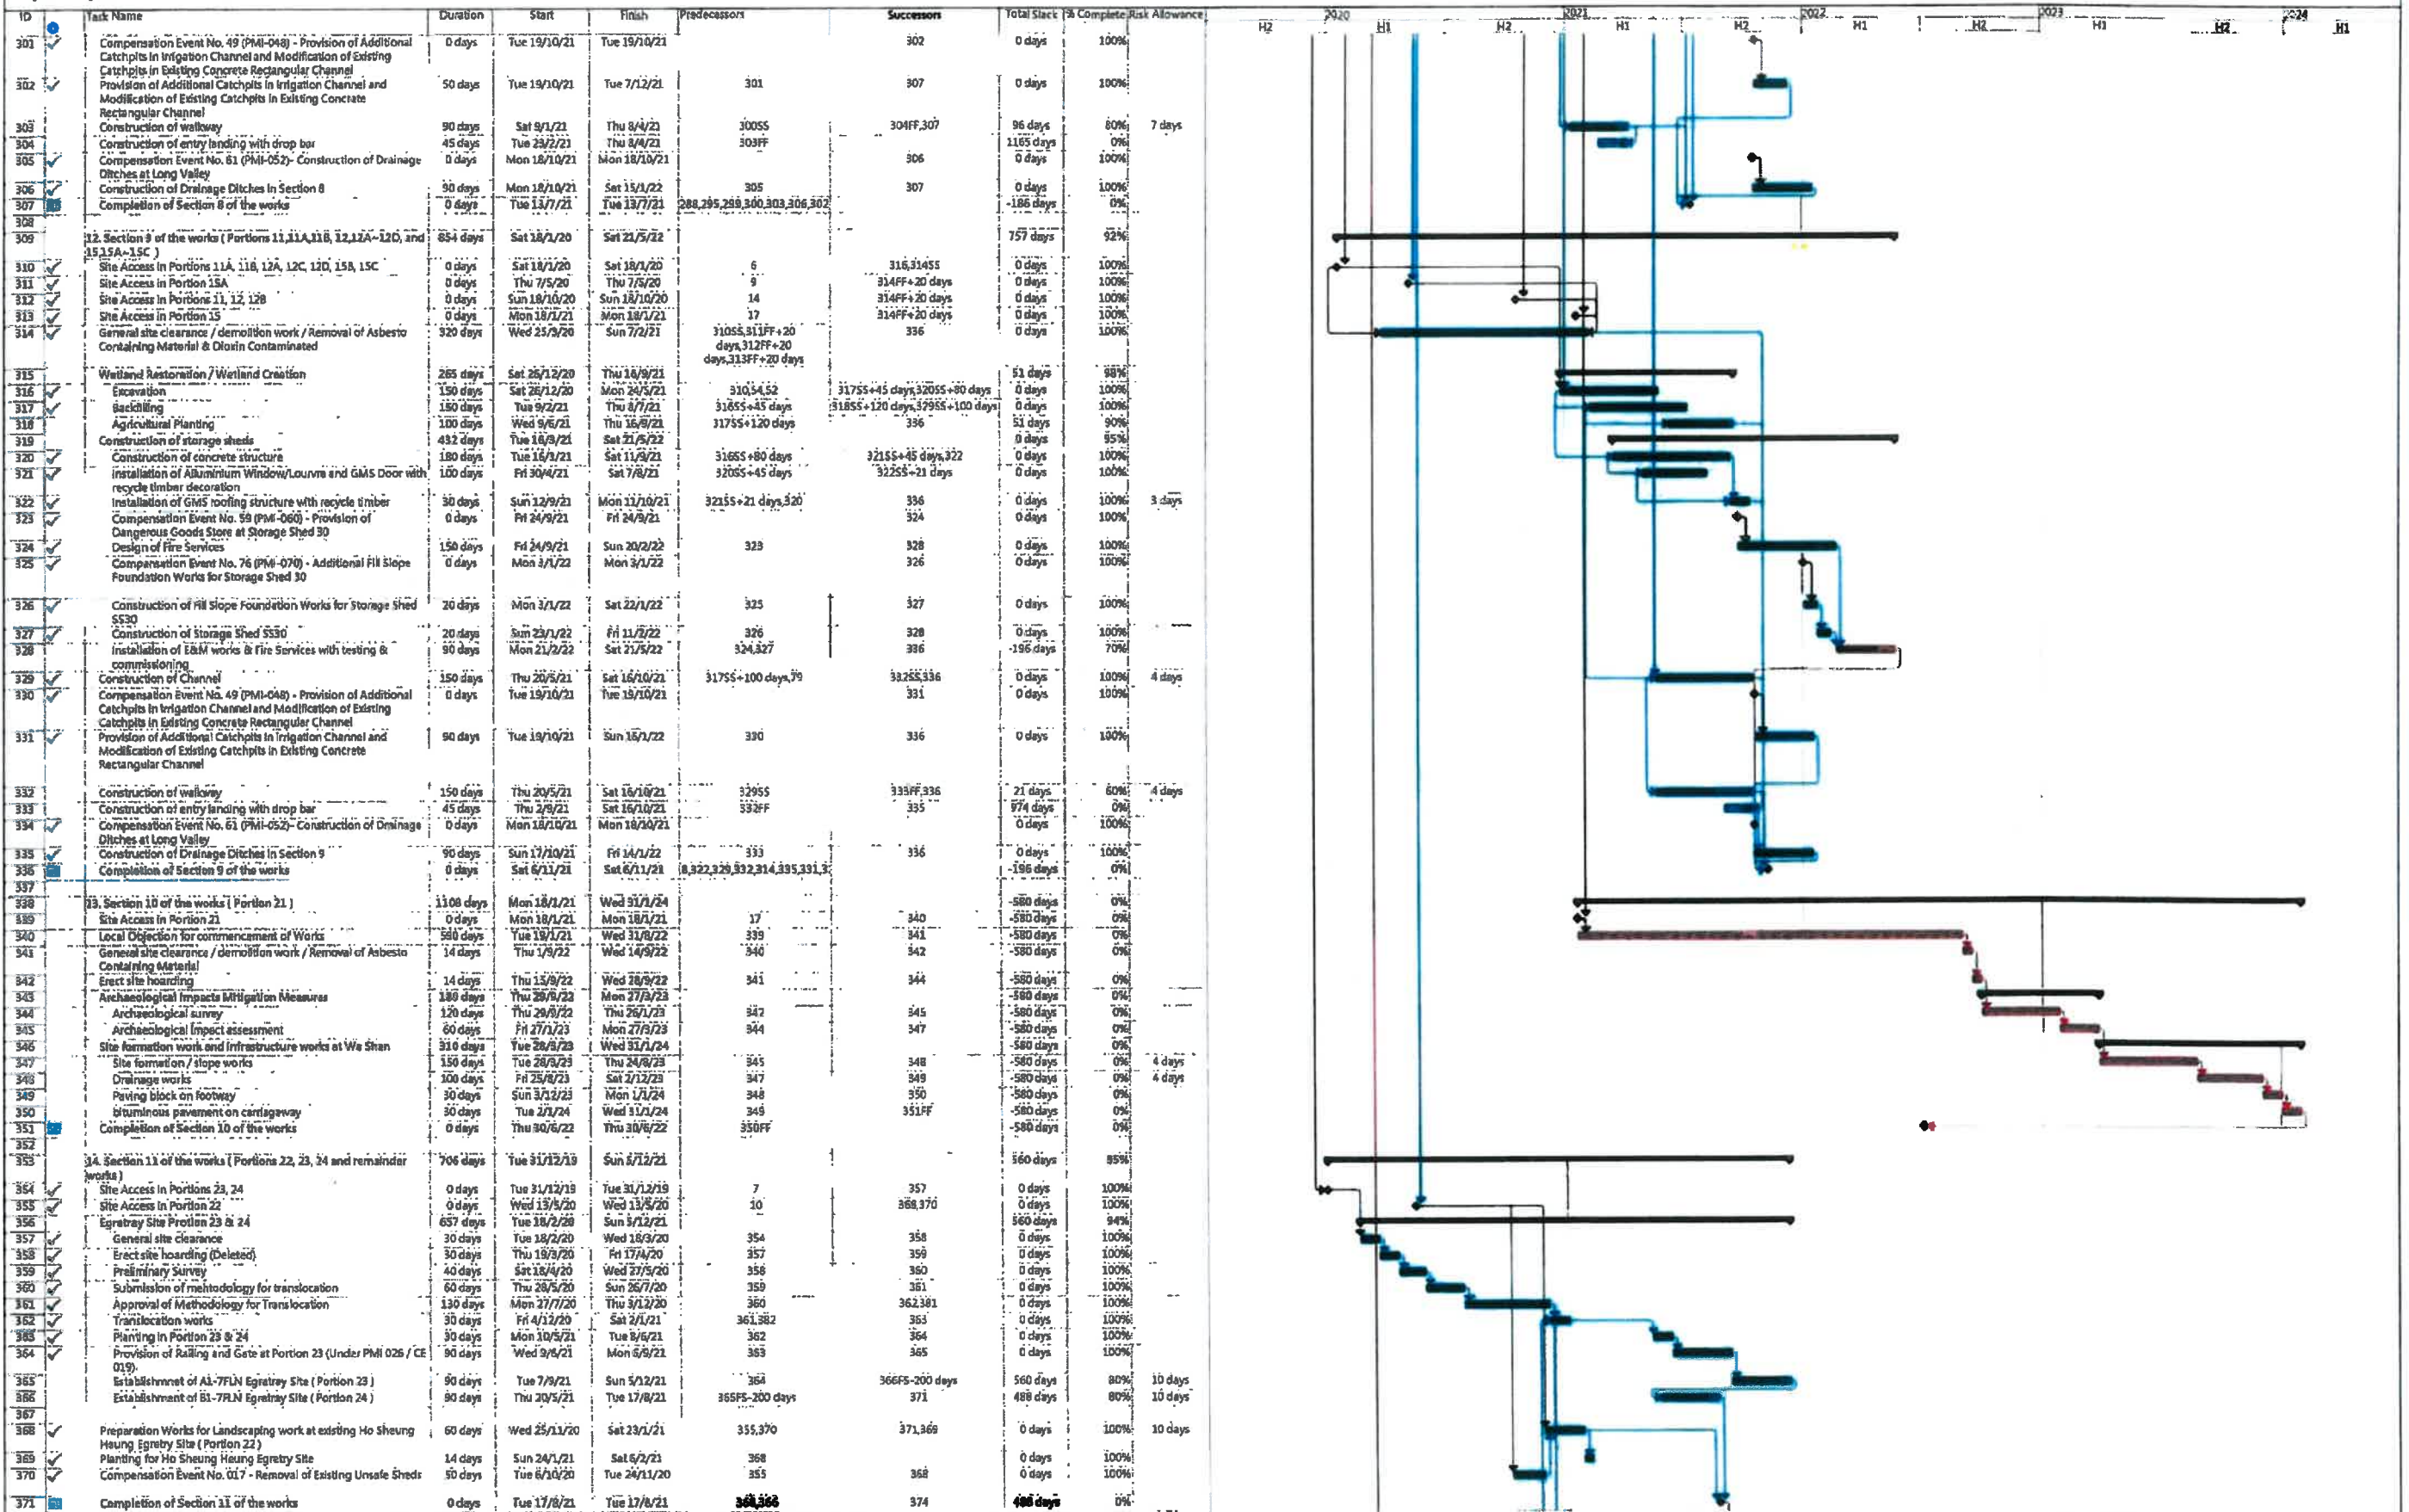 ID Task Name Duration Start Finish Predecessors Successors Total Slack % Complete Risk Allowance H2 2020 H1 H2 2021 H1 H2 2022 H1 H2 2023 H1 H2 2024 H1
301 Compensation Event No. 49 (PMI-048) - Provision of Additional 0 days Tue 19/10/21 Tue 19/10/21 302 0 days 100%
Catchpits in Irrigation Channel and Modification of Existing
Catchpits in Existing Concrete Rectangular Channel
302 Provision of Additional Catchpits in Irrigation Channel and 50 days Tue 19/10/21 Tue 7/12/21 301 307 0 days 100%
Modification of Existing Catchpits in Existing Concrete
Rectangular Channel
303 Construction of walkway 90 days Sat 9/1/21 Thu 8/4/21 300SS 304FF,307 96 days 80% 7 days
304 Construction of entry landing with drop bar 45 days Tue 23/2/21 Thu 8/4/21 303FF 1165 days 0%
305 Compensation Event No. 61 (PMI-052)- Construction of Drainage 0 days Mon 18/10/21 Mon 18/10/21 306 0 days 100%
Ditches at Long Valley
306 Construction of Drainage Ditches in Section 8 90 days Mon 18/10/21 Sat 15/1/22 305 307 0 days 100%
307 Completion of Section 8 of the works 0 days Tue 13/7/21 Tue 13/7/21 288,295,299,300,303,306,302 -186 days 0%
308
309 12. Section 9 of the works ( Portions 11,11A,11B, 12,12A~12D, and 854 days Sat 18/1/20 Sat 21/5/22 757 days 92%
15,15A~15C )
310 Site Access in Portions 11A, 11B, 12A, 12C, 12D, 15B, 15C 0 days Sat 18/1/20 Sat 18/1/20 6 316,314SS 0 days 100%
311 Site Access in Portion 15A 0 days Thu 7/5/20 Thu 7/5/20 9 314FF+20 days 0 days 100%
312 Site Access in Portions 11, 12, 12B 0 days Sun 18/10/20 Sun 18/10/20 14 314FF+20 days 0 days 100%
313 Site Access in Portion 15 0 days Mon 18/1/21 Mon 18/1/21 17 314FF+20 days 0 days 100%
314 General site clearance / demolition work / Removal of Asbesto 320 days Wed 25/3/20 Sun 7/2/21 310SS,311FF+20 336 0 days 100%
Containing Material & Dioxin Contaminated days,312FF+20
days,313FF+20 days
315 Wetland Restoration / Wetland Creation 265 days Sat 26/12/20 Thu 16/9/21 51 days 98%
316 Excavation 150 days Sat 26/12/20 Mon 24/5/21 310,54,52 317SS+45 days,320SS+80 days 0 days 100%
317 Backfilling 150 days Tue 9/2/21 Thu 8/7/21 316SS+45 days 318SS+120 days,329SS+100 days 0 days 100%
318 Agricultural Planting 100 days Wed 9/6/21 Thu 16/9/21 317SS+120 days 336 51 days 90%
319 Construction of storage sheds 432 days Tue 16/3/21 Sat 21/5/22 0 days 95%
320 Construction of concrete structure 180 days Tue 16/3/21 Sat 11/9/21 316SS+80 days 321SS+45 days,322 0 days 100%
321 Installation of Alluminium Window/Louvre and GMS Door with 100 days Fri 30/4/21 Sat 7/8/21 320SS+45 days 322SS+21 days 0 days 100%
recycle timber decoration
322 Installation of GMS roofing structure with recycle timber 30 days Sun 12/9/21 Mon 11/10/21 321SS+21 days,320 336 0 days 100% 3 days
323 Compensation Event No. 59 (PMI-060) - Provision of 0 days Fri 24/9/21 Fri 24/9/21 324 0 days 100%
Dangerous Goods Store at Storage Shed 30
324 Design of Fire Services 150 days Fri 24/9/21 Sun 20/2/22 323 328 0 days 100%
325 Compensation Event No. 76 (PMI-070) - Additional Fill Slope 0 days Mon 3/1/22 Mon 3/1/22 326 0 days 100%
Foundation Works for Storage Shed 30
326 Construction of Fill Slope Foundation Works for Storage Shed 20 days Mon 3/1/22 Sat 22/1/22 325 327 0 days 100%
SS30
327 Construction of Storage Shed SS30 20 days Sun 23/1/22 Fri 11/2/22 326 328 0 days 100%
328 Installation of E&M works & Fire Services with testing & 90 days Mon 21/2/22 Sat 21/5/22 324,327 336 -196 days 70%
commissioning
329 Construction of Channel 150 days Thu 20/5/21 Sat 16/10/21 317SS+100 days,79 332SS,336 0 days 100% 4 days
330 Compensation Event No. 49 (PMI-048) - Provision of Additional 0 days Tue 19/10/21 Tue 19/10/21 331 0 days 100%
Catchpits in Irrigation Channel and Modification of Existing
Catchpits in Existing Concrete Rectangular Channel
331 Provision of Additional Catchpits in Irrigation Channel and 90 days Tue 19/10/21 Sun 16/1/22 330 336 0 days 100%
Modification of Existing Catchpits in Existing Concrete
Rectangular Channel
332 Construction of walkway 150 days Thu 20/5/21 Sat 16/10/21 329SS 333FF,336 21 days 60% 4 days
333 Construction of entry landing with drop bar 45 days Thu 2/9/21 Sat 16/10/21 332FF 335 974 days 0%
334 Compensation Event No. 61 (PMI-052)- Construction of Drainage 0 days Mon 18/10/21 Mon 18/10/21 0 days 100%
Ditches at Long Valley
335 Construction of Drainage Ditches in Section 9 90 days Sun 17/10/21 Fri 14/1/22 333 336 0 days 100%
336 Completion of Section 9 of the works 0 days Sat 6/11/21 Sat 6/11/21 8,322,329,332,314,335,331,3 -196 days 0%
337
338 13. Section 10 of the works ( Portion 21 ) 1108 days Mon 18/1/21 Wed 31/1/24 -580 days 0%
339 Site Access in Portion 21 0 days Mon 18/1/21 Mon 18/1/21 17 340 -580 days 0%
340 Local Objection for commencement of Works 590 days Tue 19/1/21 Wed 31/8/22 339 341 -580 days 0%
341 General site clearance / demolition work / Removal of Asbesto 14 days Thu 1/9/22 Wed 14/9/22 340 342 -580 days 0%
Containing Material
342 Erect site hoarding 14 days Thu 15/9/22 Wed 28/9/22 341 344 -580 days 0%
343 Archaeological Impacts Mitigation Measures 180 days Thu 29/9/22 Mon 27/3/23 -580 days 0%
344 Archaeological survey 120 days Thu 29/9/22 Thu 26/1/23 342 345 -580 days 0%
345 Archaeological Impact assessment 60 days Fri 27/1/23 Mon 27/3/23 344 347 -580 days 0%
346 Site formation work and infrastructure works at Wa Shan 310 days Tue 28/3/23 Wed 31/1/24 -580 days 0%
347 Site formation / slope works 150 days Tue 28/3/23 Thu 24/8/23 345 348 -580 days 0% 4 days
348 Drainage works 100 days Fri 25/8/23 Sat 2/12/23 347 349 -580 days 0% 4 days
349 Paving block on footway 30 days Sun 3/12/23 Mon 1/1/24 348 350 -580 days 0%
350 bituminous pavement on carriageway 30 days Tue 2/1/24 Wed 31/1/24 349 351FF -580 days 0%
351 Completion of Section 10 of the works 0 days Thu 30/6/22 Thu 30/6/22 350FF -580 days 0%
352
353 14. Section 11 of the works ( Portions 22, 23, 24 and remainder 706 days Tue 31/12/19 Sun 5/12/21 560 days 95%
works )
354 Site Access in Portions 23, 24 0 days Tue 31/12/19 Tue 31/12/19 7 357 0 days 100%
355 Site Access in Portion 22 0 days Wed 13/5/20 Wed 13/5/20 10 368,370 0 days 100%
356 Egretray Site Protion 23 & 24 657 days Tue 18/2/20 Sun 5/12/21 560 days 94%
357 General site clearance 30 days Tue 18/2/20 Wed 18/3/20 354 358 0 days 100%
358 Erect site hoarding (Deleted) 30 days Thu 19/3/20 Fri 17/4/20 357 359 0 days 100%
359 Preliminary Survey 40 days Sat 18/4/20 Wed 27/5/20 358 360 0 days 100%
360 Submission of mehtodology for translocation 60 days Thu 28/5/20 Sun 26/7/20 359 361 0 days 100%
361 Approval of Methodology for Translocation 130 days Mon 27/7/20 Thu 3/12/20 360 362,381 0 days 100%
362 Translocation works 30 days Fri 4/12/20 Sat 2/1/21 361,382 363 0 days 100%
363 Planting in Portion 23 & 24 30 days Mon 10/5/21 Tue 8/6/21 362 364 0 days 100%
364 Provision of Railing and Gate at Portion 23 (Under PMI 026 / CE 90 days Wed 9/6/21 Mon 6/9/21 363 365 0 days 100%
019).
365 Establishmnet of A1-7FLN Egretray Site ( Portion 23 ) 90 days Tue 7/9/21 Sun 5/12/21 364 366FS-200 days 560 days 80% 10 days
366 Establishment of B1-7FLN Egretray Site ( Portion 24 ) 90 days Thu 20/5/21 Tue 17/8/21 365FS-200 days 371 488 days 80% 10 days
367
368 Preparation Works for Landscaping work at existing Ho Sheung 60 days Wed 25/11/20 Sat 23/1/21 355,370 371,369 0 days 100% 10 days
Heung Egretry Site ( Portion 22 )
369 Planting for Ho Sheung Heung Egretry Site 14 days Sun 24/1/21 Sat 6/2/21 368 0 days 100%
370 Compensation Event No. 017 - Removal of Existing Unsafe Sheds 50 days Tue 6/10/20 Tue 24/11/20 355 368 0 days 100%
371 Completion of Section 11 of the works 0 days Tue 17/8/21 Tue 17/8/21 368,366 374 488 days 0%